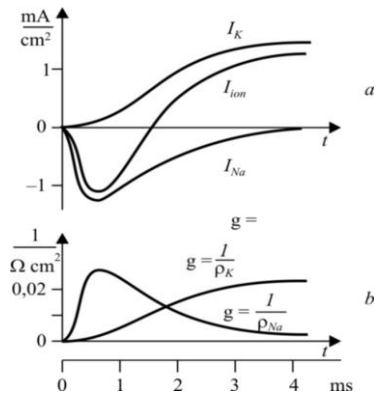 mA
cm²
1
0
−1
I_K
I_ion
I_Na
t
a
g =
1
Ω cm²
0,02
0
g = 1/ρ_K
g = 1/ρ_Na
t
b
0 1 2 3 4 ms